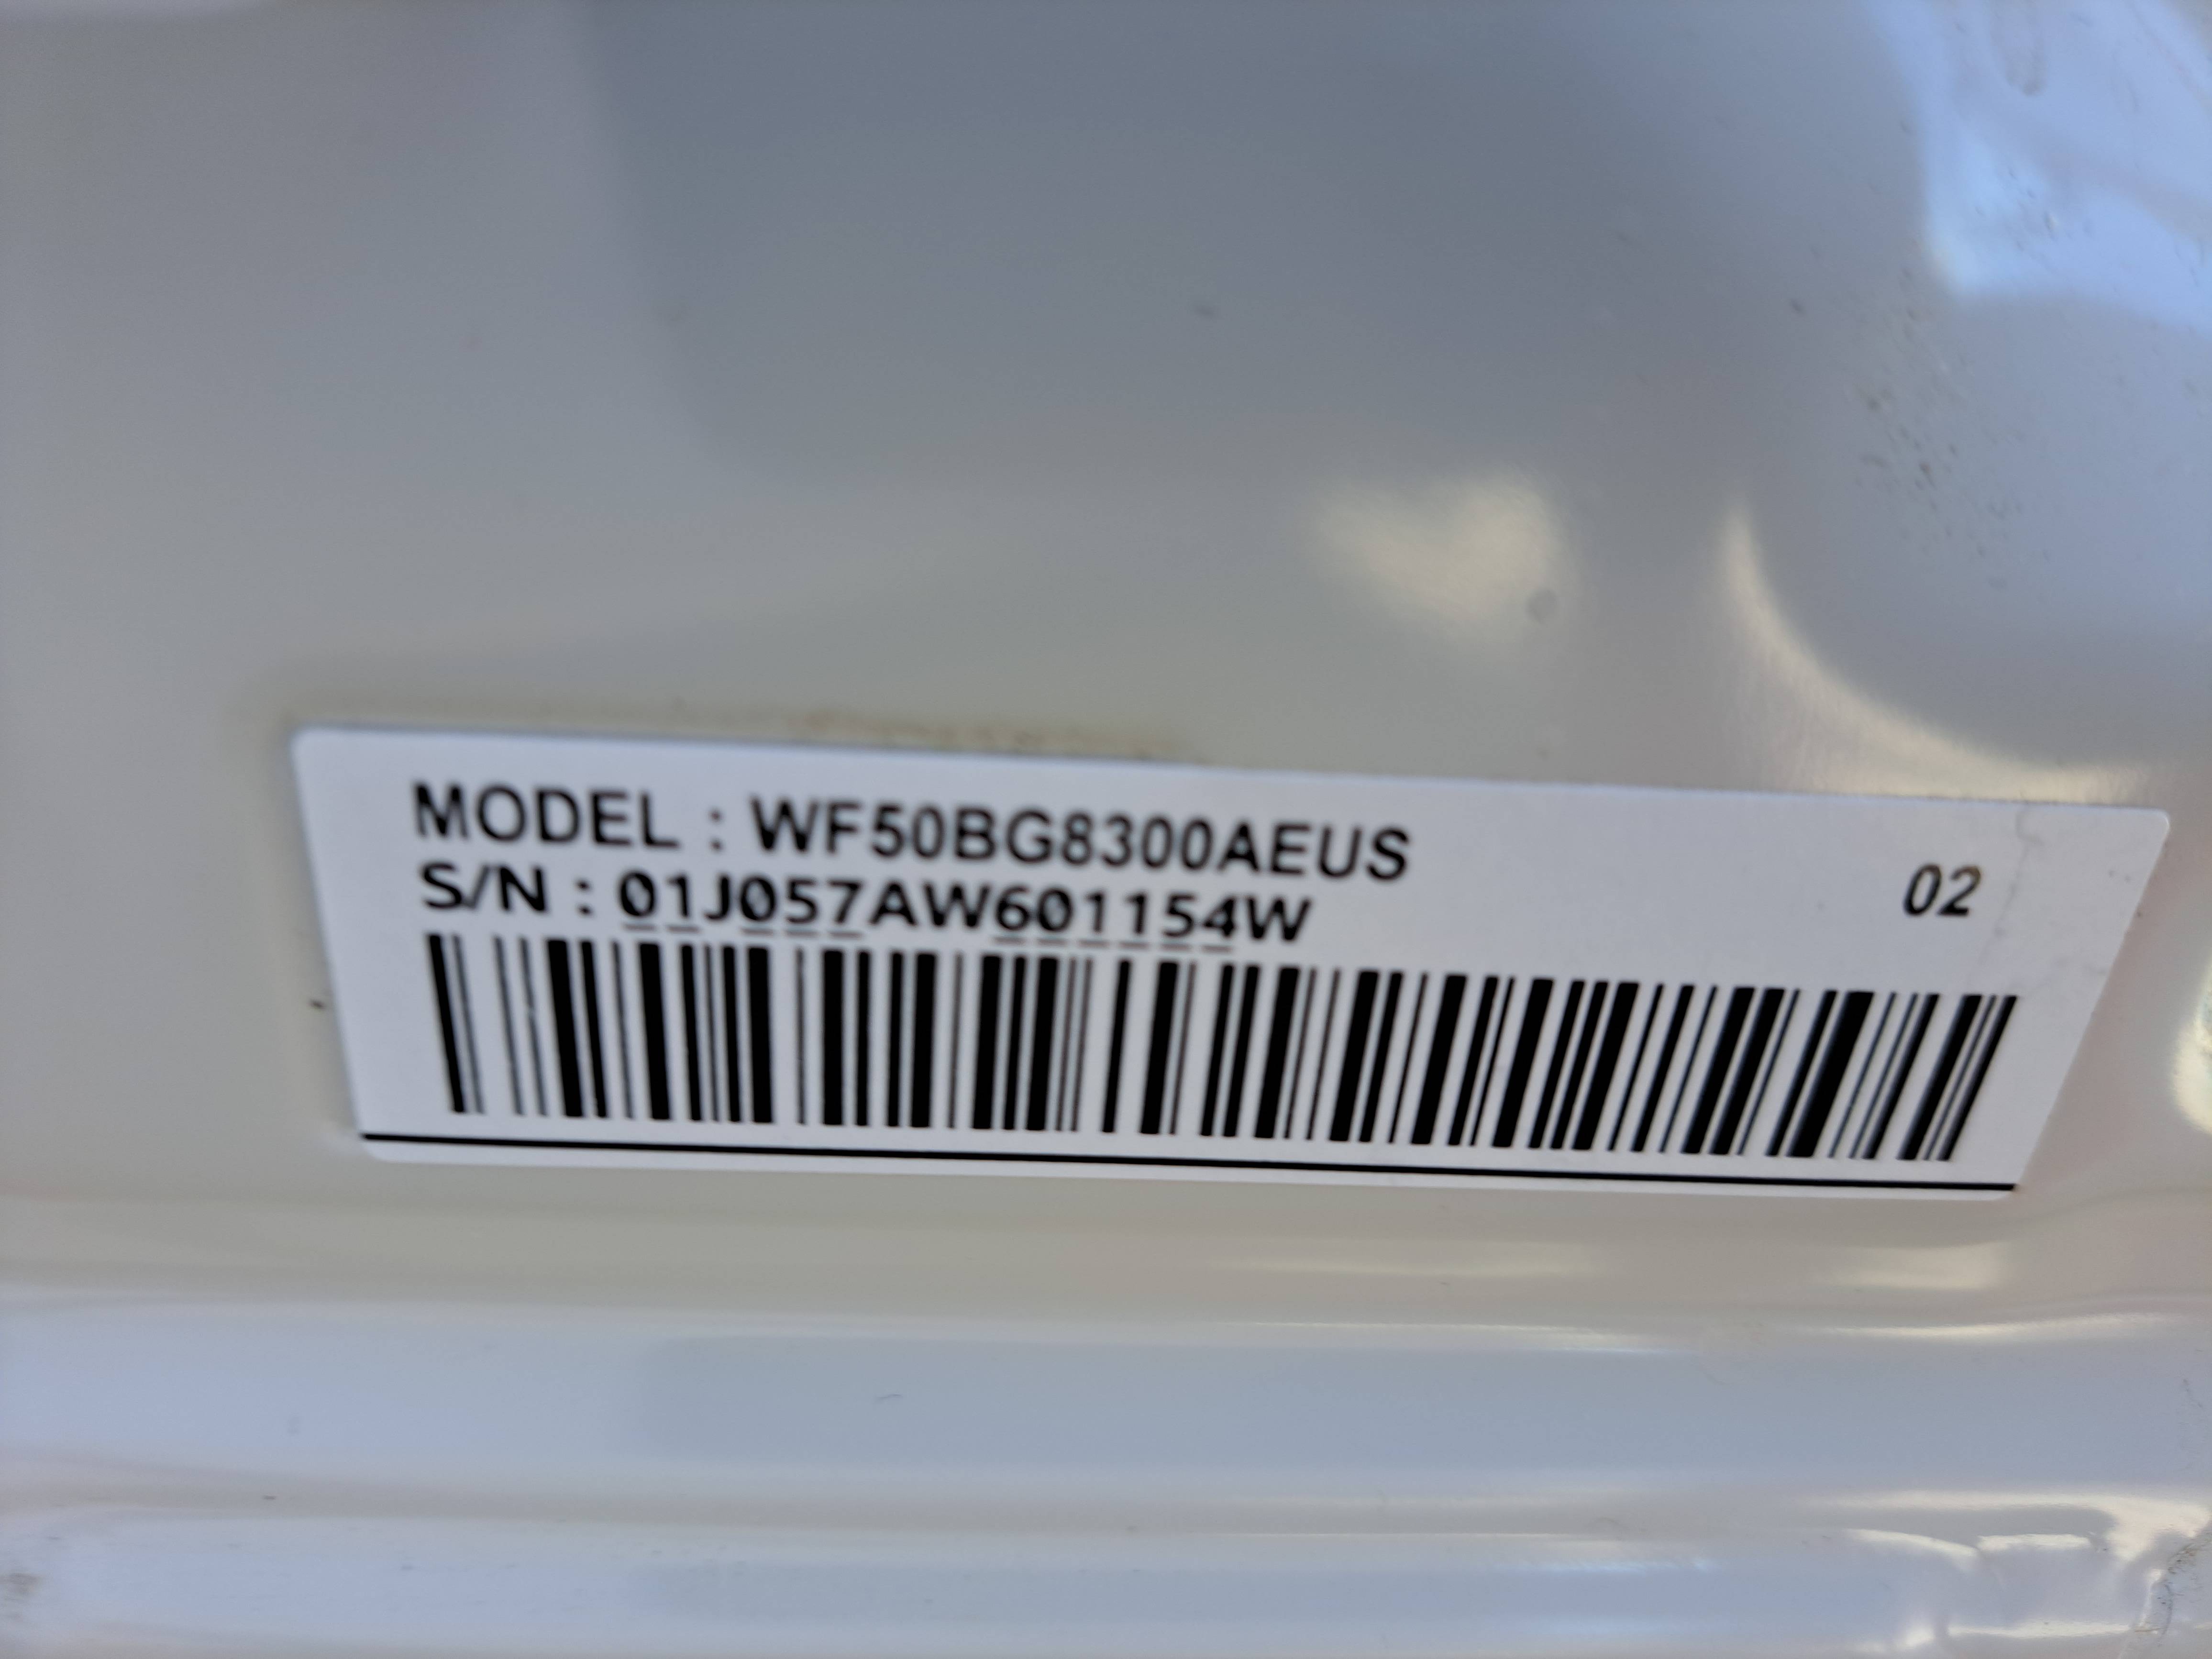 MODEL : WF50BG8300AEUS
S/N : 01J057AW601154W
02